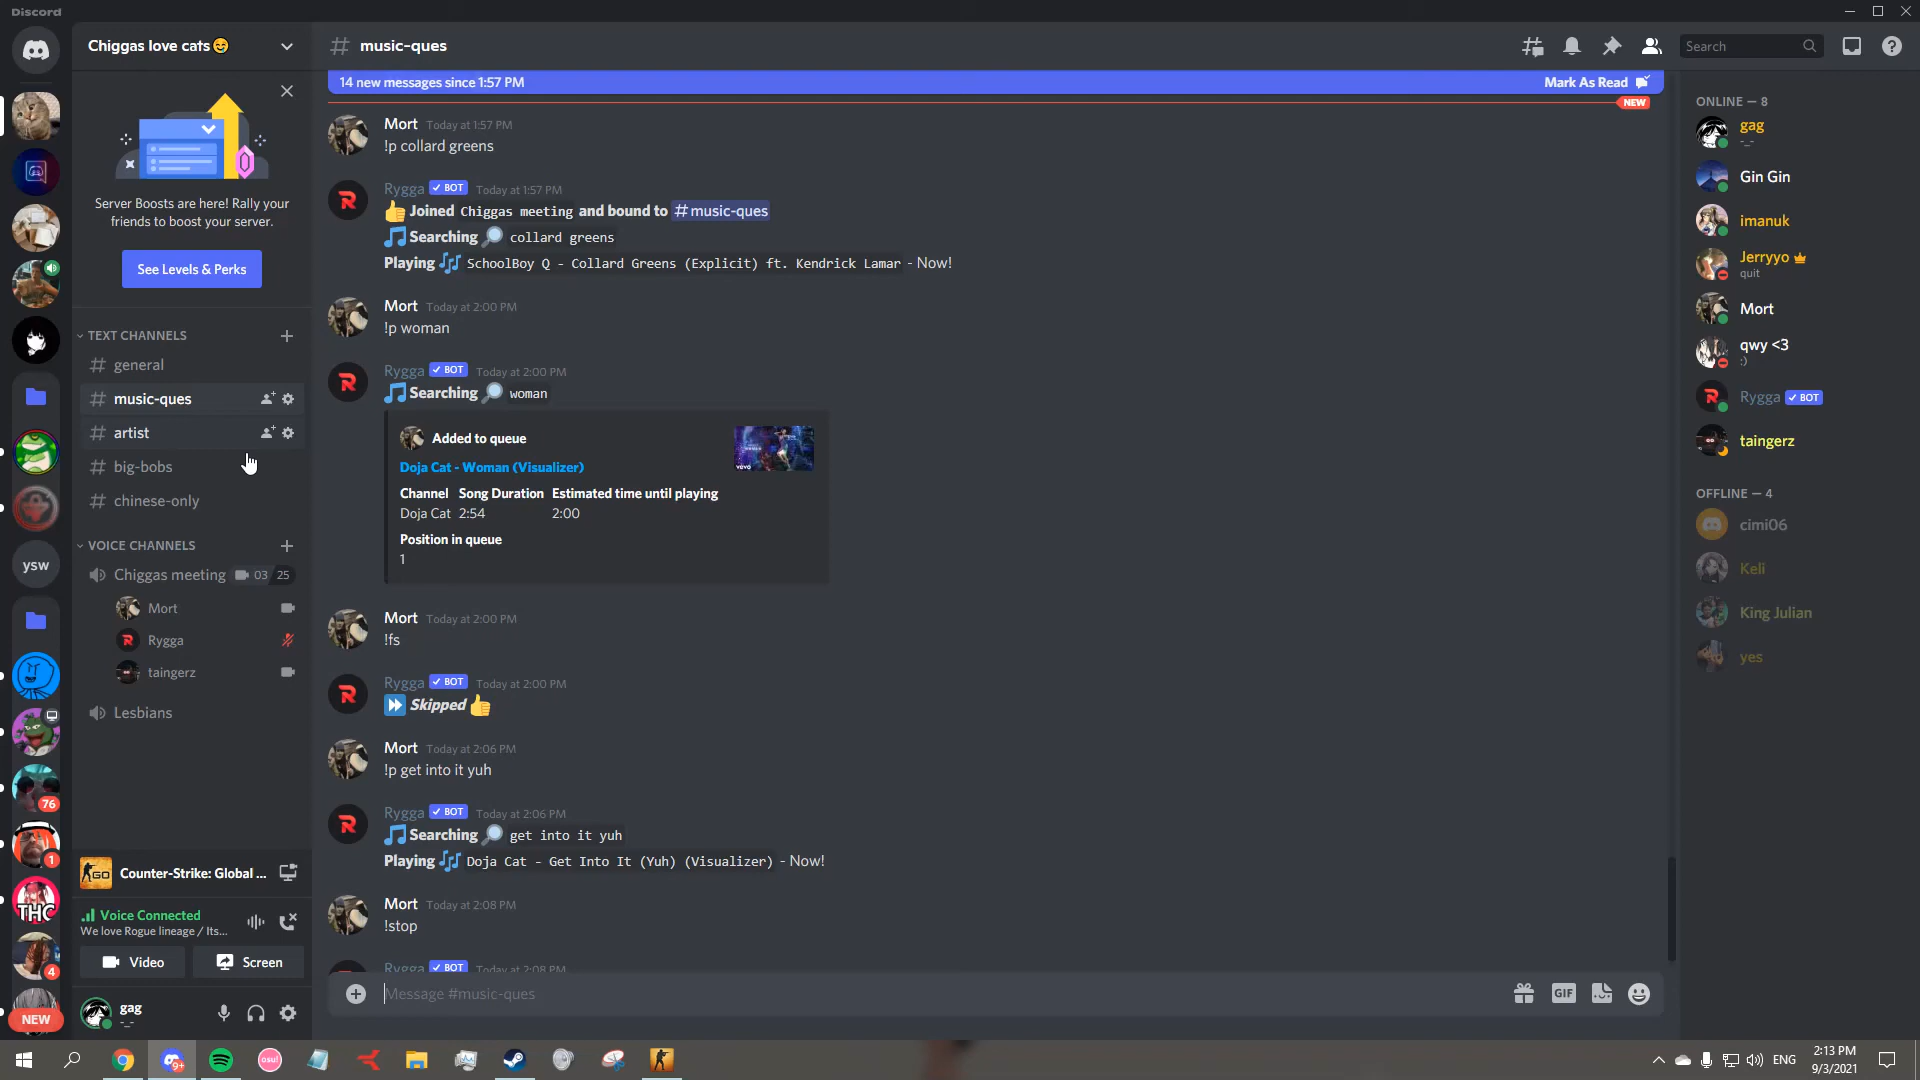 Discord
Chiggas love cats
Server Boosts are here! Rally your
friends to boost your server.
See Levels & Perks
TEXT CHANNELS
general
music-ques
artist
big-bobs
chinese-only
VOICE CHANNELS
Chiggas meeting 03 25
Mort
Rygga
taingerz
Lesbians
Counter-Strike: Global ...
Voice Connected
We love Rogue lineage / Its...
Video
Screen
gag
-_-
ysw
76
1
THC
4
NEW
# music-ques
Search
14 new messages since 1:57 PM
Mark As Read
NEW
Mort Today at 1:57 PM
!p collard greens
Rygga BOT Today at 1:57 PM
Joined Chiggas meeting and bound to #music-ques
Searching collard greens
Playing SchoolBoy Q - Collard Greens (Explicit) ft. Kendrick Lamar - Now!
Mort Today at 2:00 PM
!p woman
Rygga BOT Today at 2:00 PM
Searching woman
Added to queue
Doja Cat - Woman (Visualizer)
vevo
Channel Song Duration Estimated time until playing
Doja Cat 2:54 2:00
Position in queue
1
Mort Today at 2:00 PM
!fs
Rygga BOT Today at 2:00 PM
Skipped
Mort Today at 2:06 PM
!p get into it yuh
Rygga BOT Today at 2:06 PM
Searching get into it yuh
Playing Doja Cat - Get Into It (Yuh) (Visualizer) - Now!
Mort Today at 2:08 PM
!stop
Rygga BOT Today at 2:08 PM
Message #music-ques
GIF
ONLINE — 8
gag
-_-
Gin Gin
imanuk
Jerryyo
quit
Mort
qwy <3
:)
Rygga BOT
taingerz
OFFLINE — 4
cimi06
Keli
King Julian
yes
9+
osu!
ENG
2:13 PM
9/3/2021